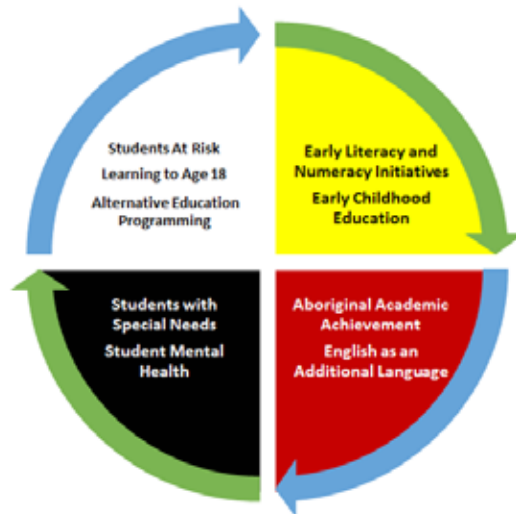 Students At Risk
Learning to Age 18
Alternative Education
Programming
Early Literacy and
Numeracy Initiatives
Early Childhood
Education
Students with
Special Needs
Student Mental
Health
Aboriginal Academic
Achievement
English as an
Additional Language